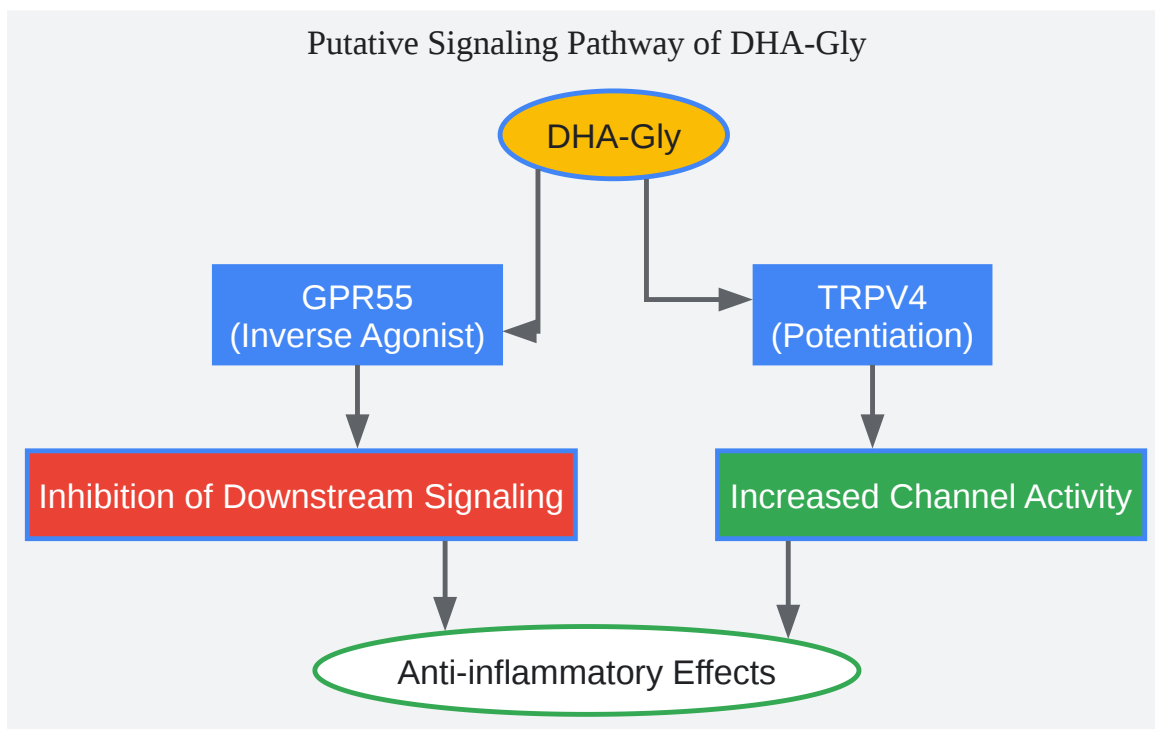 Putative Signaling Pathway of DHA-Gly
DHA-Gly
GPR55
(Inverse Agonist)
TRPV4
(Potentiation)
Inhibition of Downstream Signaling
Increased Channel Activity
Anti-inflammatory Effects